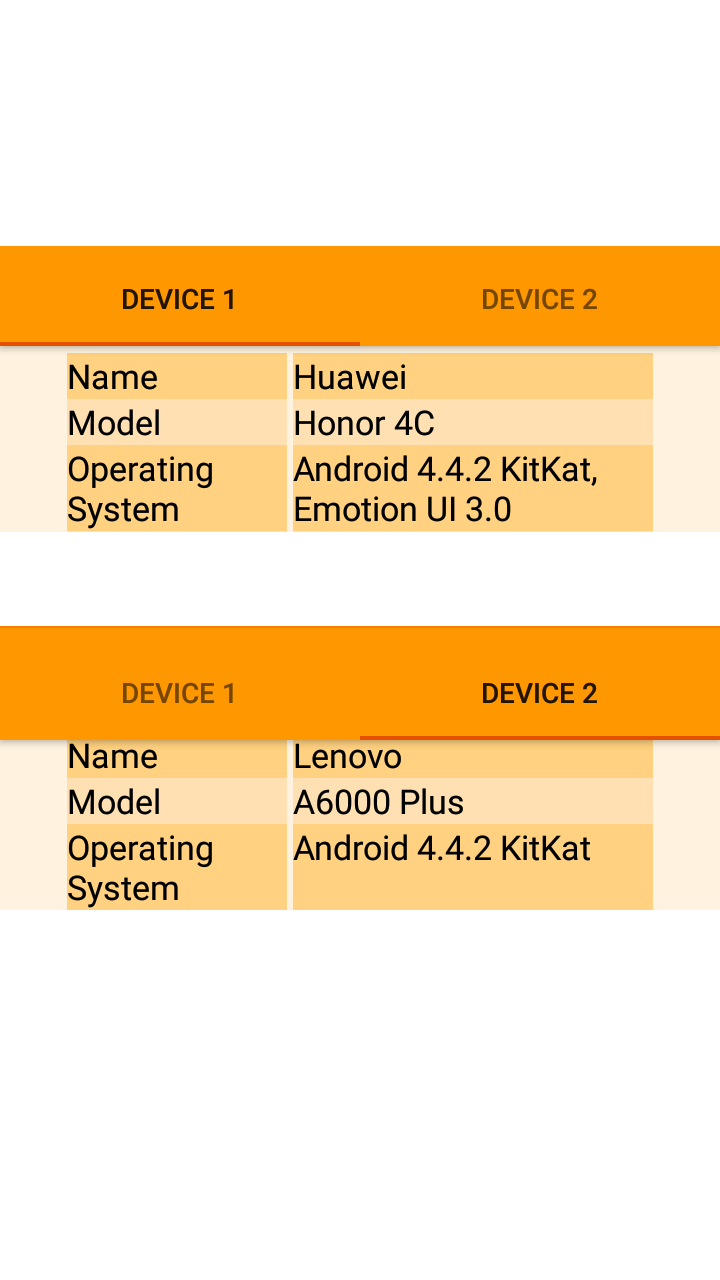 DEVICE 1 DEVICE 2
Name Huawei
Model Honor 4C
Operating Android 4.4.2 KitKat,
System Emotion UI 3.0
DEVICE 1 DEVICE 2
Name Lenovo
Model A6000 Plus
Operating Android 4.4.2 KitKat
System